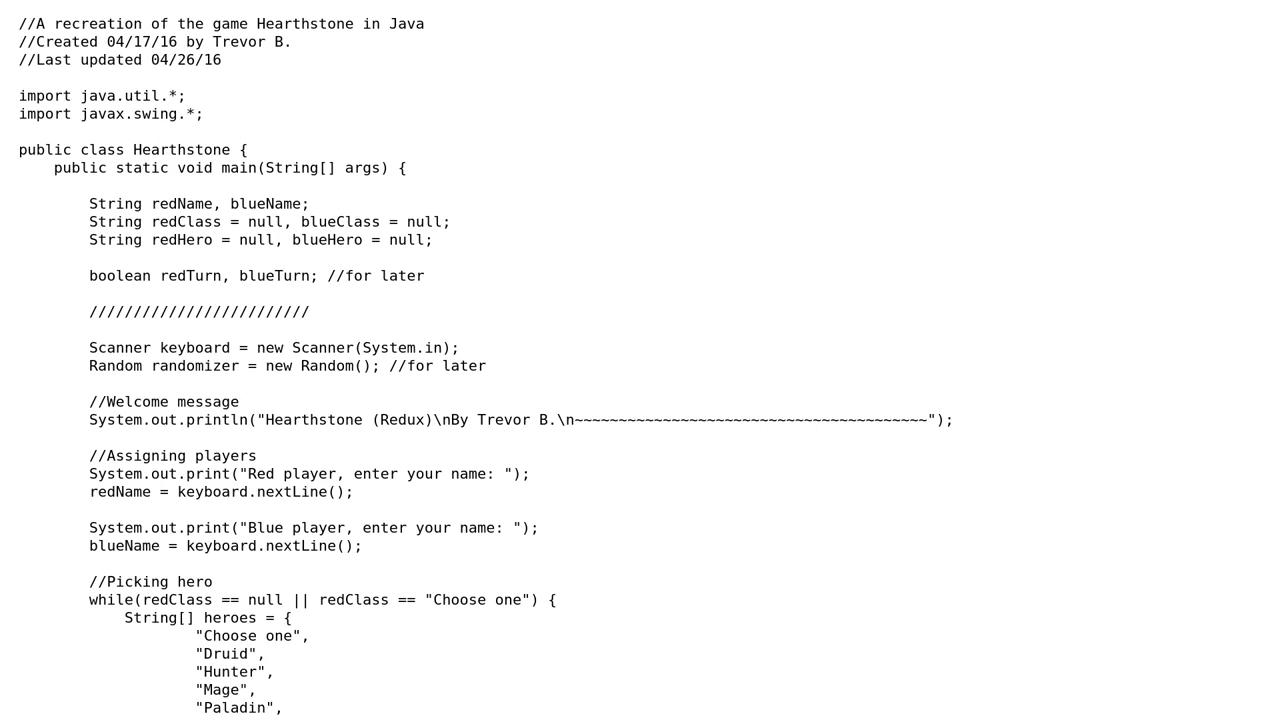 //A recreation of the game Hearthstone in Java
//Created 04/17/16 by Trevor B.
//Last updated 04/26/16

import java.util.*;
import javax.swing.*;

public class Hearthstone {
    public static void main(String[] args) {

        String redName, blueName;
        String redClass = null, blueClass = null;
        String redHero = null, blueHero = null;

        boolean redTurn, blueTurn; //for later

        /////////////////////////

        Scanner keyboard = new Scanner(System.in);
        Random randomizer = new Random(); //for later

        //Welcome message
        System.out.println("Hearthstone (Redux)\nBy Trevor B.\n~~~~~~~~~~~~~~~~~~~~~~~~~~~~~~~~~~~~~~~~");

        //Assigning players
        System.out.print("Red player, enter your name: ");
        redName = keyboard.nextLine();

        System.out.print("Blue player, enter your name: ");
        blueName = keyboard.nextLine();

        //Picking hero
        while(redClass == null || redClass == "Choose one") {
            String[] heroes = {
                    "Choose one",
                    "Druid",
                    "Hunter",
                    "Mage",
                    "Paladin",